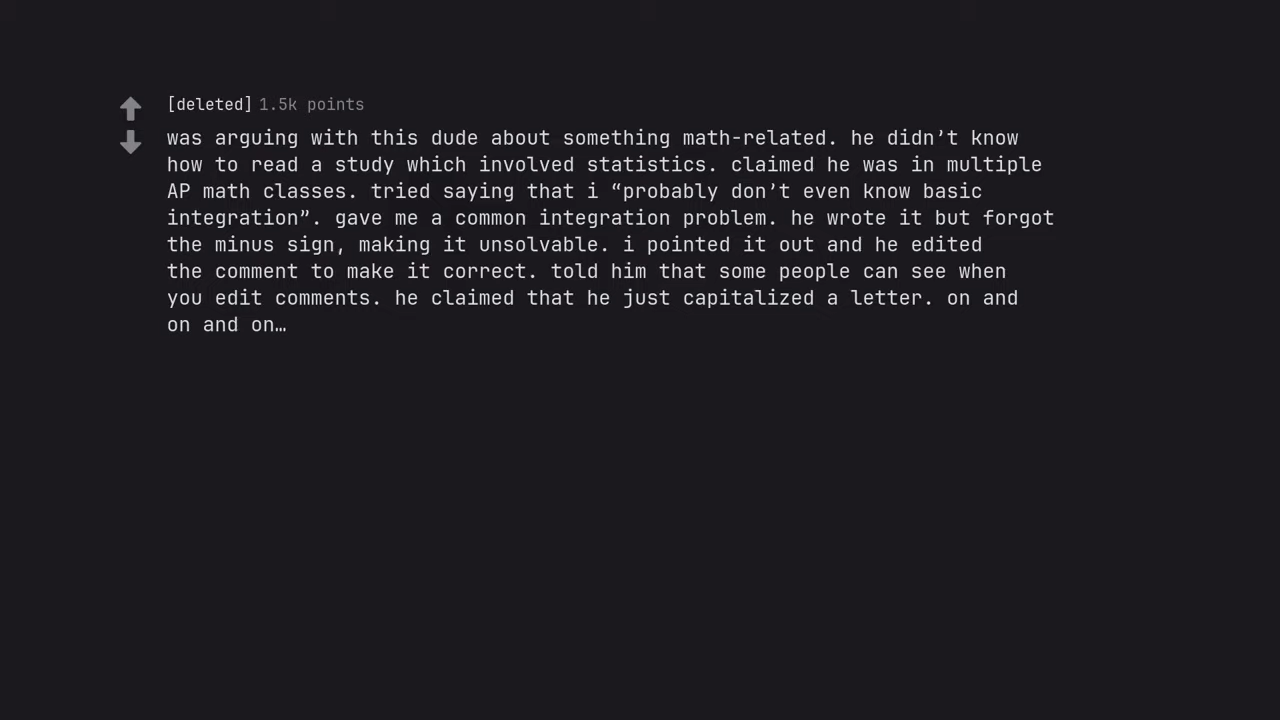 [deleted] 1.5k points
was arguing with this dude about something math-related. he didn’t know
how to read a study which involved statistics. claimed he was in multiple
AP math classes. tried saying that i “probably don’t even know basic
integration”. gave me a common integration problem. he wrote it but forgot
the minus sign, making it unsolvable. i pointed it out and he edited
the comment to make it correct. told him that some people can see when
you edit comments. he claimed that he just capitalized a letter. on and
on and on…